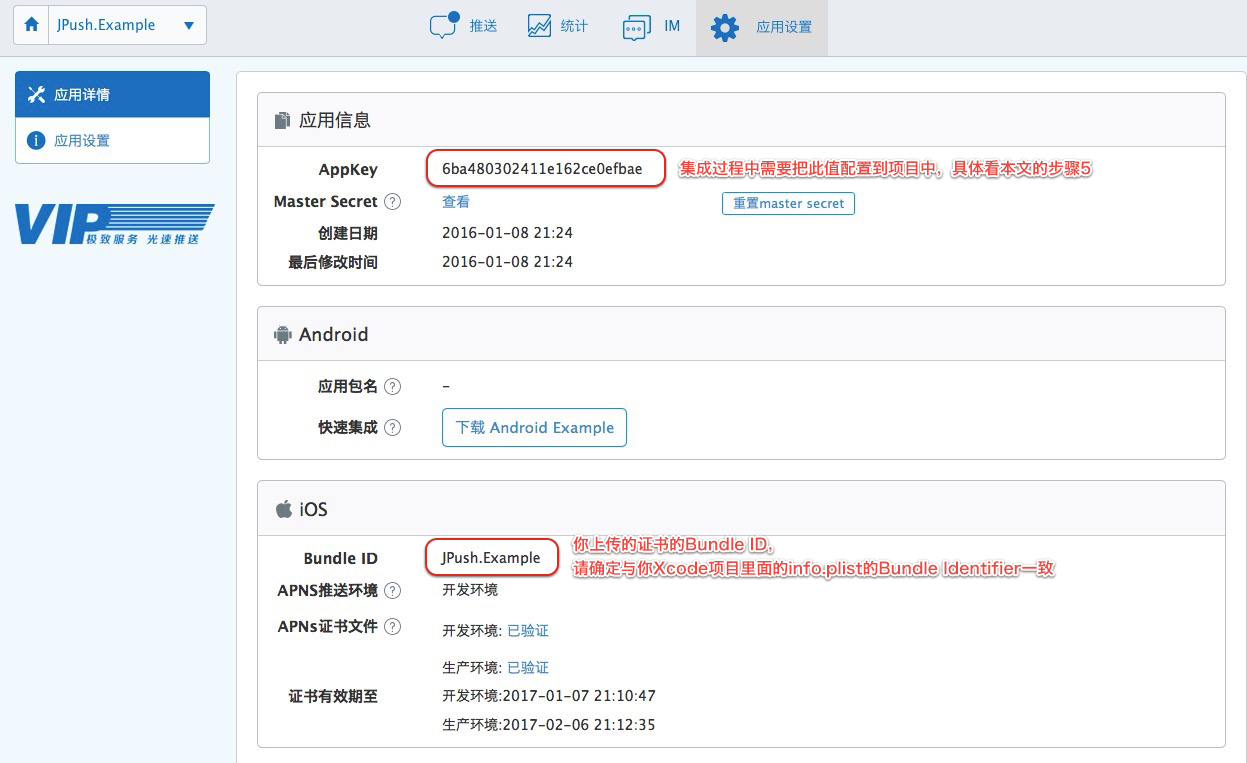 JPush.Example
推送
统计
IM
应用设置
应用详情
应用设置
VIP
极致服务 光速推送
应用信息
AppKey 6ba480302411e162ce0efbae 集成过程中需要把此值配置到项目中，具体看本文的步骤5
Master Secret ? 查看 重置master secret
创建日期 2016-01-08 21:24
最后修改时间 2016-01-08 21:24
Android
应用包名 ? –
快速集成 ? 下载 Android Example
iOS
你上传的证书的Bundle ID，
Bundle ID JPush.Example
请确定与你Xcode项目里面的info.plist的Bundle Identifier一致
APNS推送环境 ? 开发环境
APNs证书文件 ? 开发环境: 已验证
生产环境: 已验证
证书有效期至 开发环境:2017-01-07 21:10:47
生产环境:2017-02-06 21:12:35